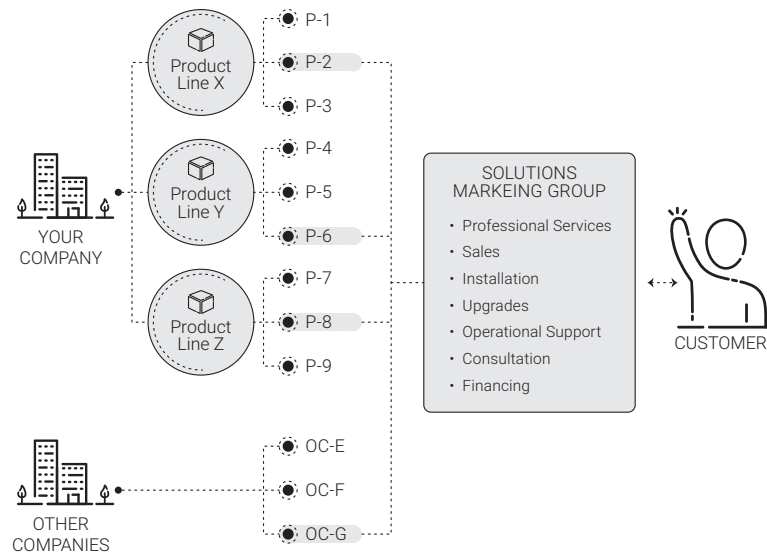 Product
Line X
P-1
P-2
P-3
YOUR
COMPANY
Product
Line Y
P-4
P-5
P-6
Product
Line Z
P-7
P-8
P-9
OTHER
COMPANIES
OC-E
OC-F
OC-G
SOLUTIONS
MARKEING GROUP
• Professional Services
• Sales
• Installation
• Upgrades
• Operational Support
• Consultation
• Financing
CUSTOMER